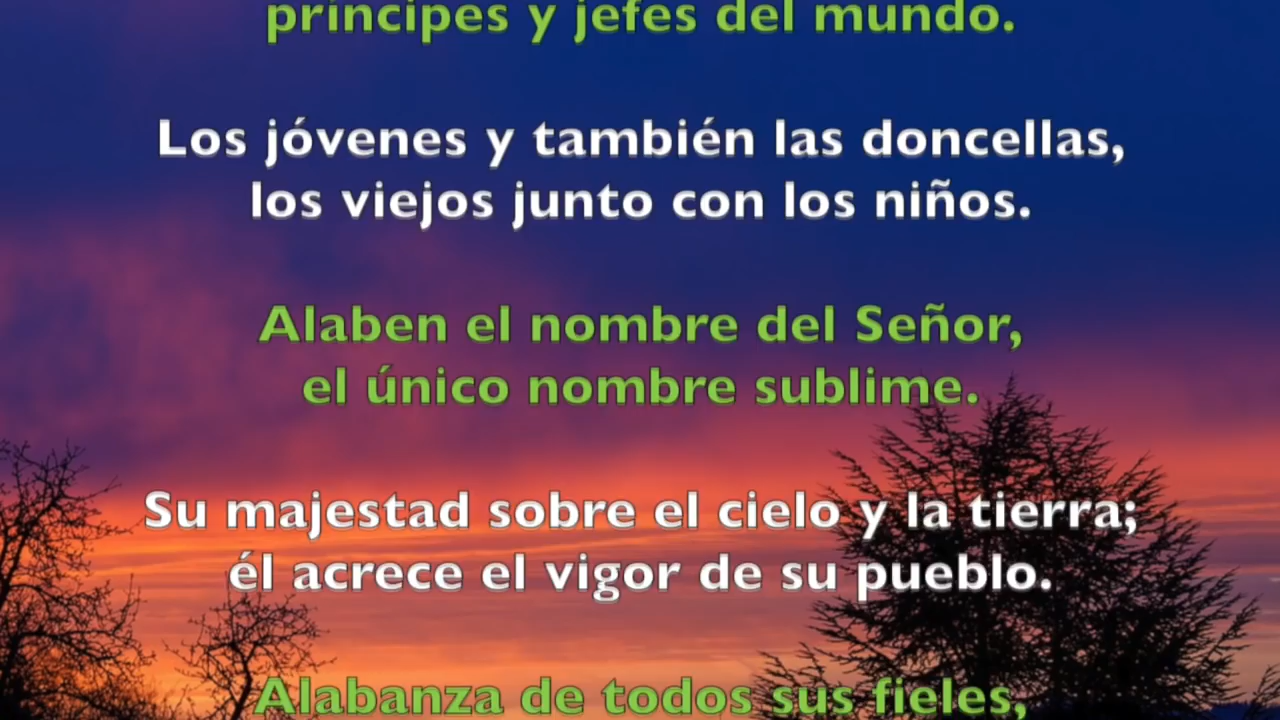 príncipes y jefes del mundo.
Los jóvenes y también las doncellas,
los viejos junto con los niños.
Alaben el nombre del Señor,
el único nombre sublime.
Su majestad sobre el cielo y la tierra;
él acrece el vigor de su pueblo.
Alabanza de todos sus fieles,